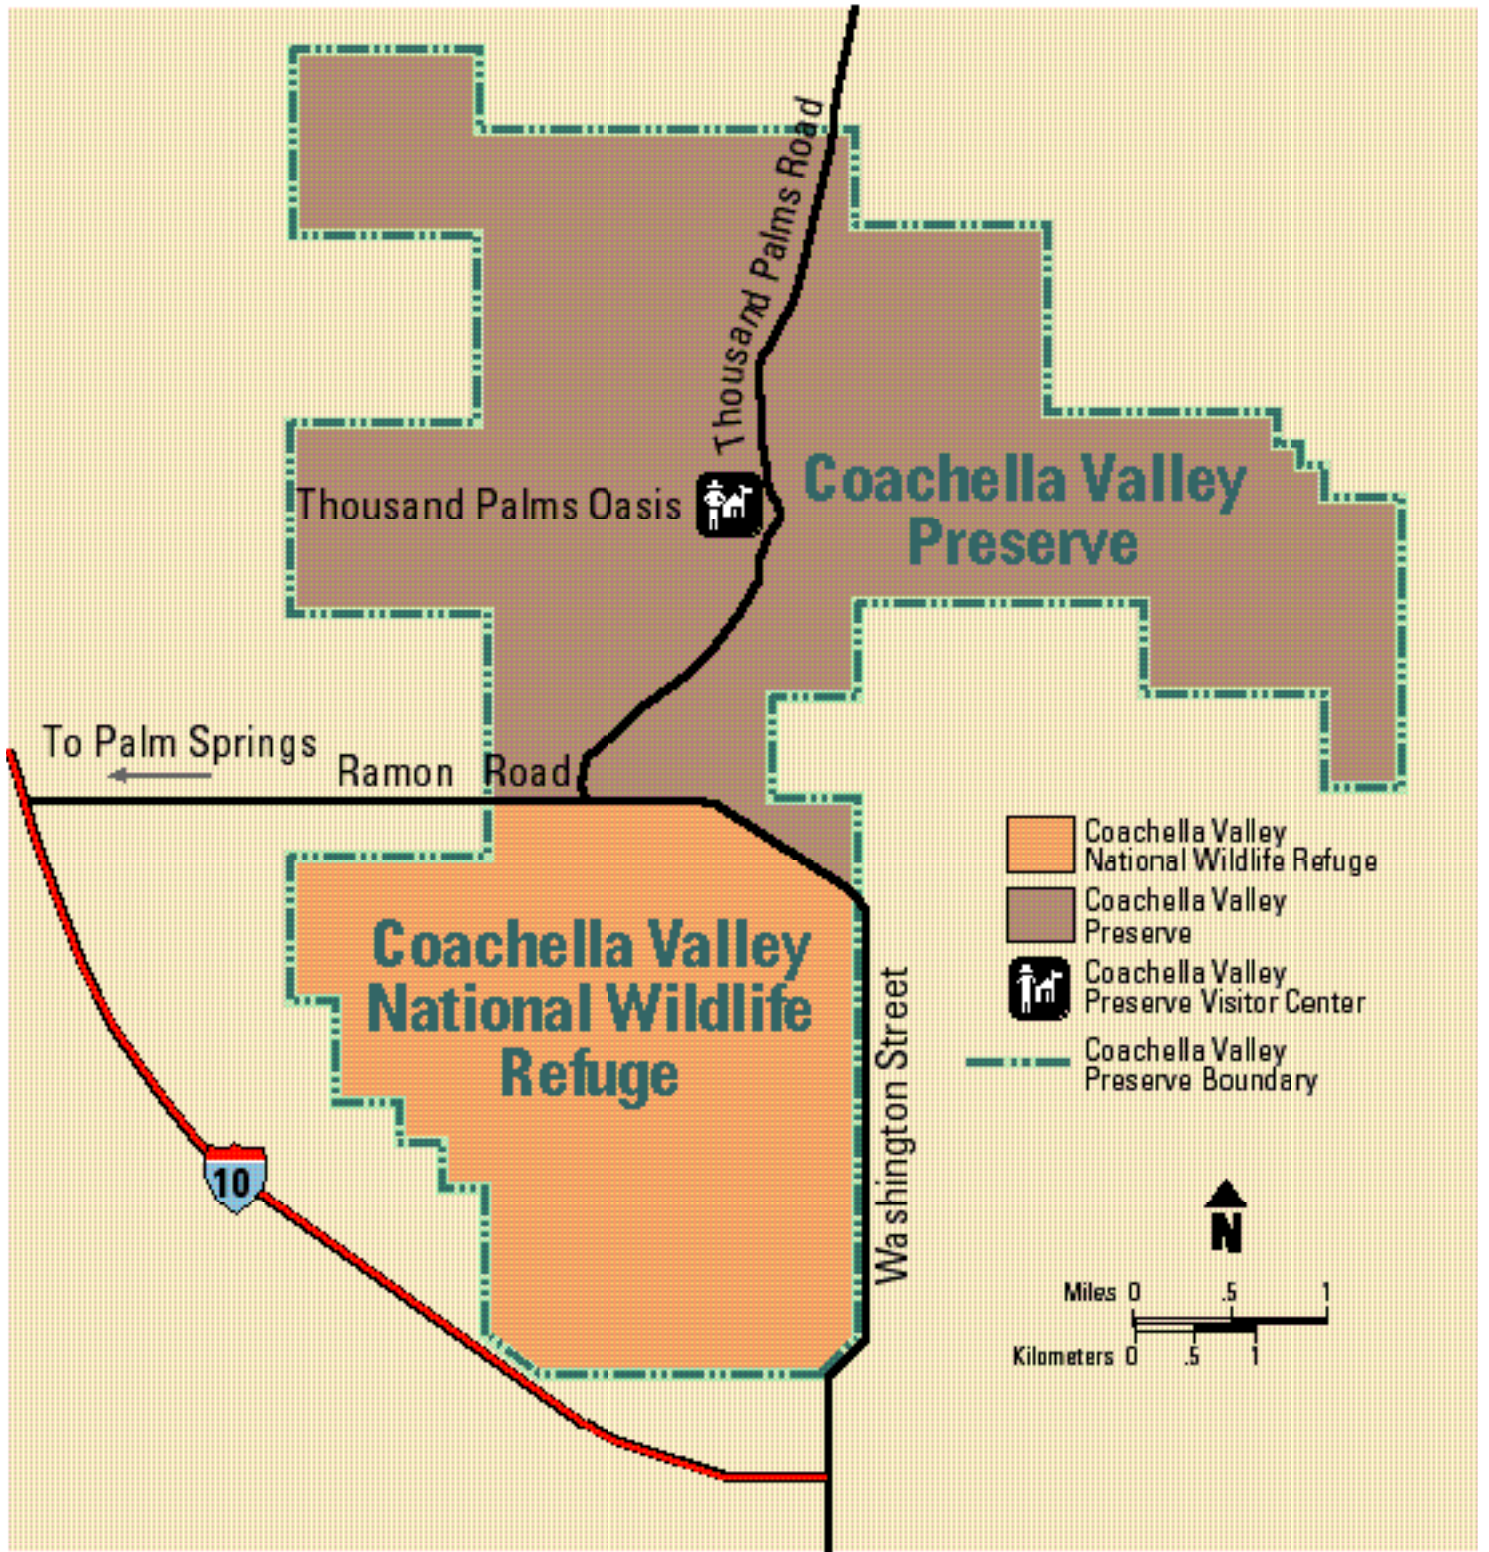 Thousand Palms Road
Coachella Valley
Preserve
Thousand Palms Oasis
To Palm Springs
Ramon Road
Coachella Valley
National Wildlife
Refuge
Washington Street
10
Coachella Valley
National Wildlife Refuge
Coachella Valley
Preserve
Coachella Valley
Preserve Visitor Center
Coachella Valley
Preserve Boundary
N
Miles 0 .5 1
Kilometers 0 .5 1